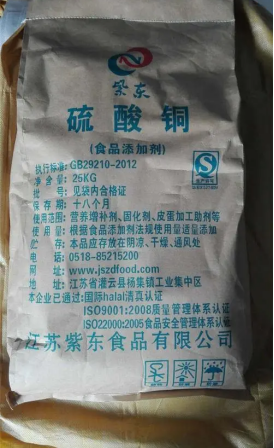 紫东
硫酸铜
(食品添加剂)
执行标准:GB29210-2012
净含量:25KG
批号:见袋内合格证
保存期:十八个月
使用范围:营养增补剂、固化剂、皮蛋加工助剂等
使用:根据食品添加剂法规使用量适量添加
贮存:本品应存放在阴凉、干燥、通风处
电话:0518-85215200
网址:www.jszdfood.com
地址:江苏省灌云县杨集镇工业集中区
本企业已通过:国际halal清真认证
ISO9001:2008质量管理体系认证
ISO22000:2005食品安全管理体系认证
江苏紫东食品有限公司